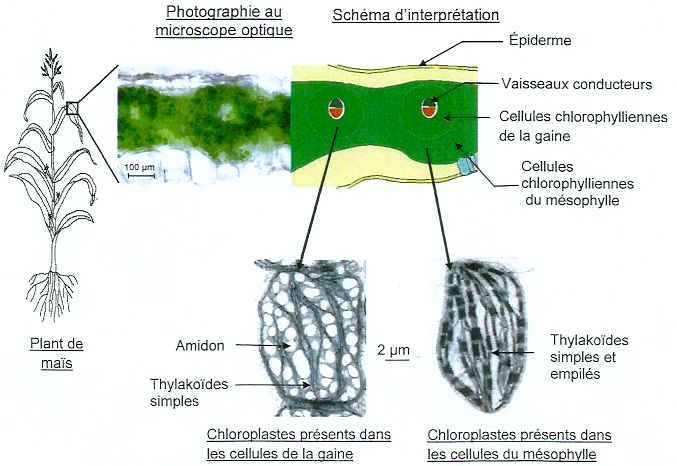 Photographie au
microscope optique
Schéma d'interprétation
Épiderme
Vaisseaux conducteurs
Cellules chlorophylliennes
de la gaine
Cellules
chlorophylliennes
du mésophylle
100 µm
Plant de
maïs
Amidon
Thylakoïdes
simples
2 µm
Thylakoïdes
simples et
empilés
Chloroplastes présents dans
les cellules de la gaine
Chloroplastes présents dans
les cellules du mésophylle